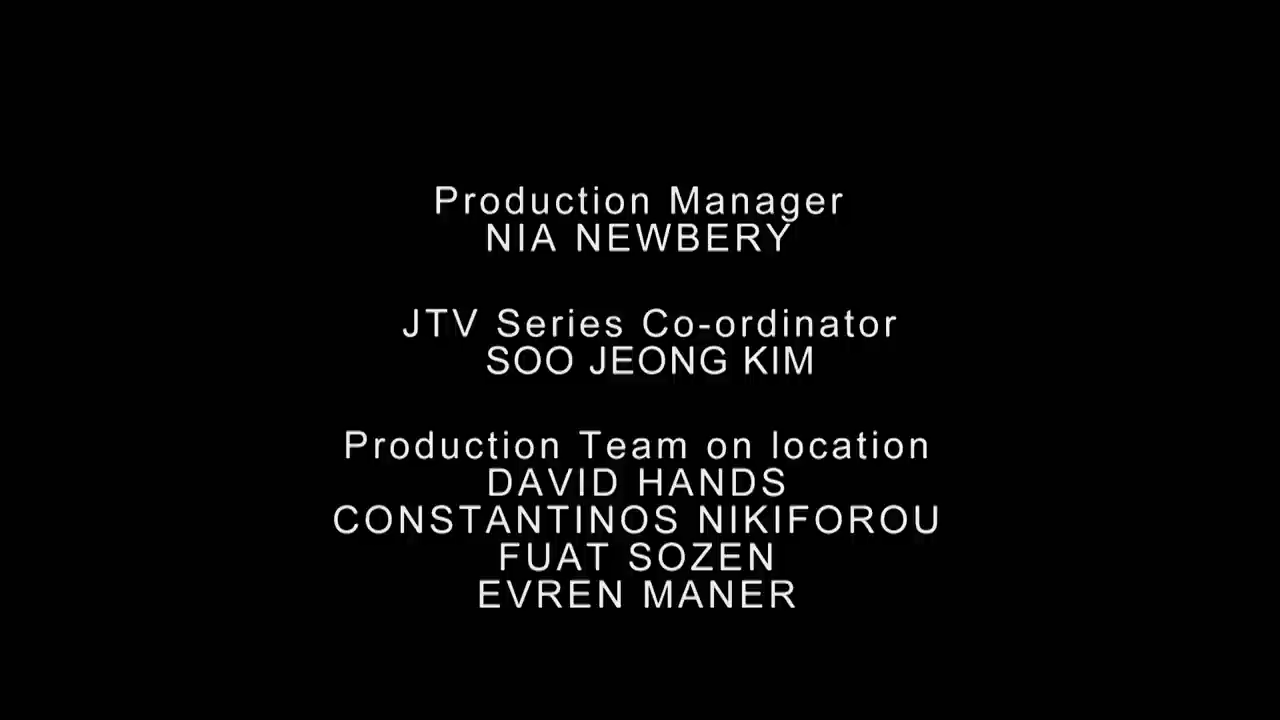 Production Manager
NIA NEWBERY
JTV Series Co-ordinator
SOO JEONG KIM
Production Team on location
DAVID HANDS
CONSTANTINOS NIKIFOROU
FUAT SOZEN
EVREN MANER